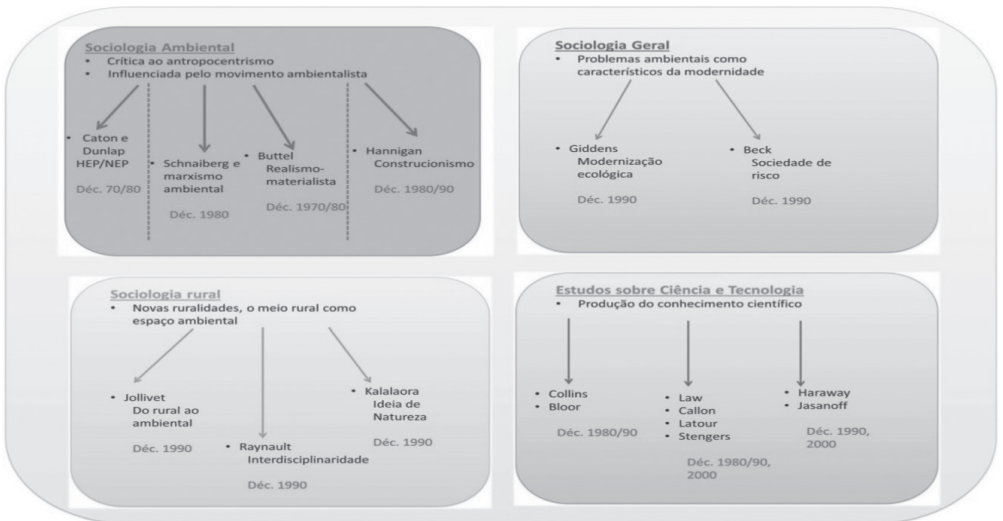 Sociologia Ambiental
• Crítica ao antropocentrismo
• Influenciada pelo movimento ambientalista
• Caton e
Dunlap
HEP/NEP
Déc. 70/80
• Schnaiberg e
marxismo
ambiental
Déc. 1980
• Buttel
Realismo-
materialista
Déc. 1970/80
• Hannigan
Construcionismo
Déc. 1980/90
Sociologia Geral
• Problemas ambientais como
característicos da modernidade
• Giddens
Modernização
ecológica
Déc. 1990
• Beck
Sociedade de
risco
Déc. 1990
Sociologia rural
• Novas ruralidades, o meio rural como
espaço ambiental
• Jollivet
Do rural ao
ambiental
Déc. 1990
• Raynault
Interdisciplinaridade
Déc. 1990
• Kalalaora
Ideia de
Natureza
Déc. 1990
Estudos sobre Ciência e Tecnologia
• Produção do conhecimento científico
• Collins
• Bloor
Déc. 1980/90
• Law
• Callon
• Latour
• Stengers
Déc. 1980/90,
2000
• Haraway
• Jasanoff
Déc. 1990,
2000